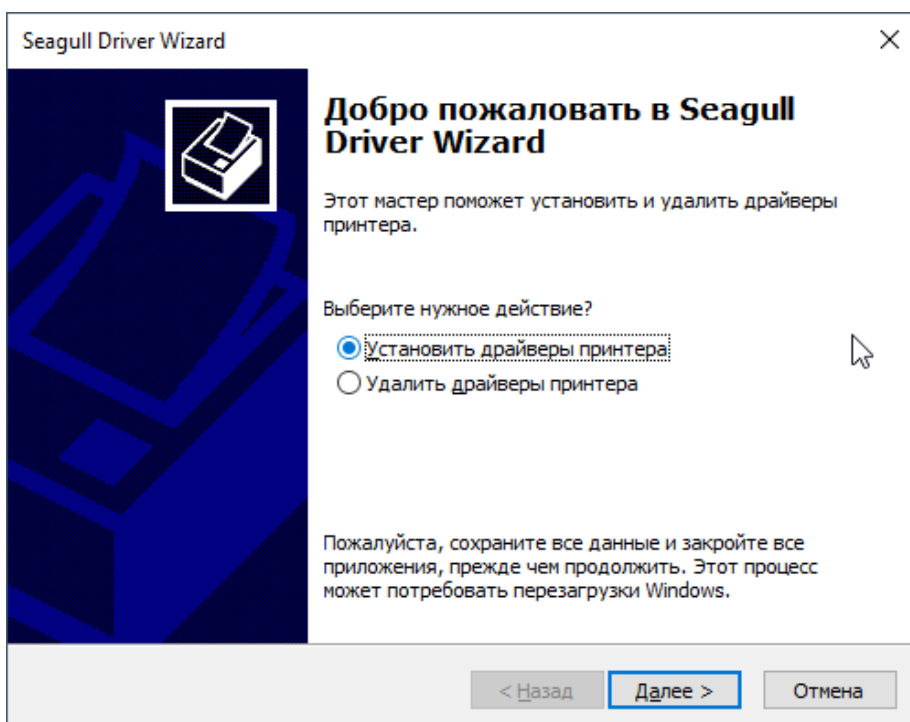 Seagull Driver Wizard
Добро пожаловать в Seagull
Driver Wizard
Этот мастер поможет установить и удалить драйверы
принтера.
Выберите нужное действие?
Установить драйверы принтера
Удалить драйверы принтера
Пожалуйста, сохраните все данные и закройте все
приложения, прежде чем продолжить. Этот процесс
может потребовать перезагрузки Windows.
< Назад
Далее >
Отмена